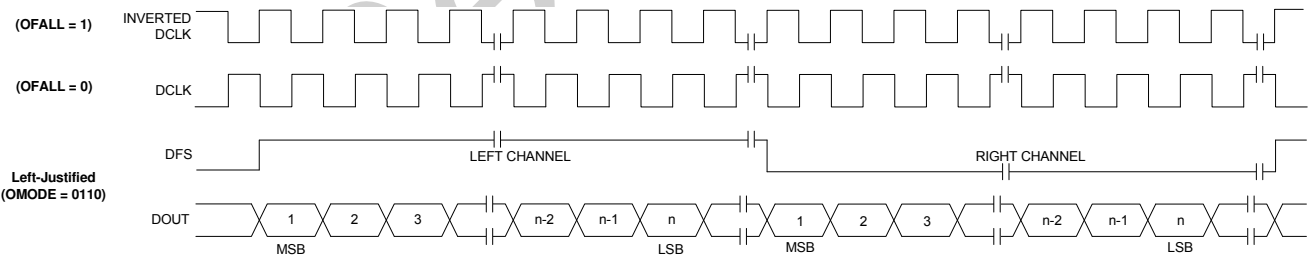 (OFALL = 1)
INVERTED
DCLK
(OFALL = 0)
DCLK
DFS
LEFT CHANNEL
RIGHT CHANNEL
Left-Justified
(OMODE = 0110)
DOUT
1 2 3 n-2 n-1 n 1 2 3 n-2 n-1 n
MSB LSB MSB LSB